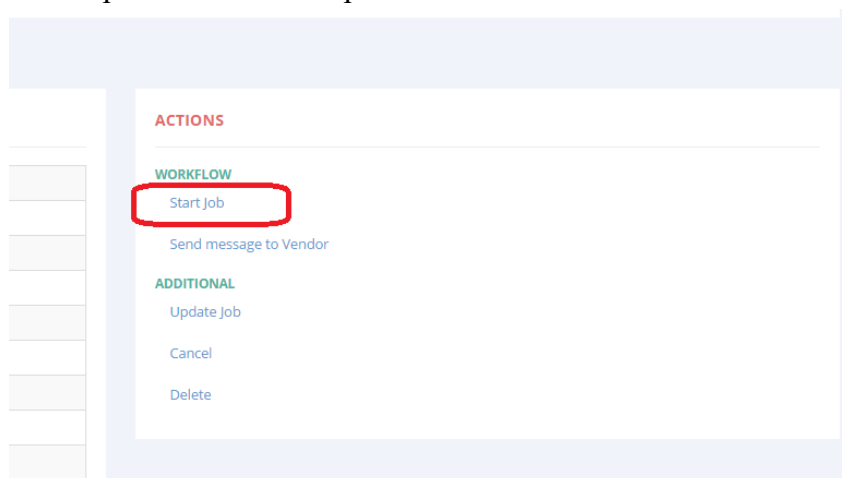 ACTIONS
WORKFLOW
Start Job
Send message to Vendor
ADDITIONAL
Update Job
Cancel
Delete